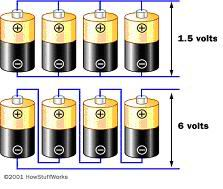 + + + +
1.5 volts
− − − −
+ + + +
6 volts
− − − −
©2001 HowStuffWorks